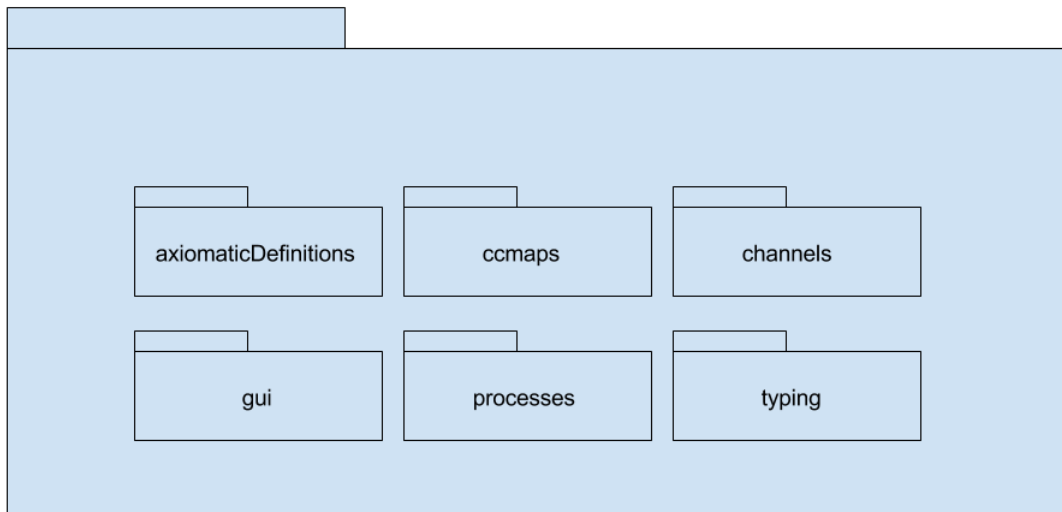 axiomaticDefinitions
ccmaps
channels
gui
processes
typing